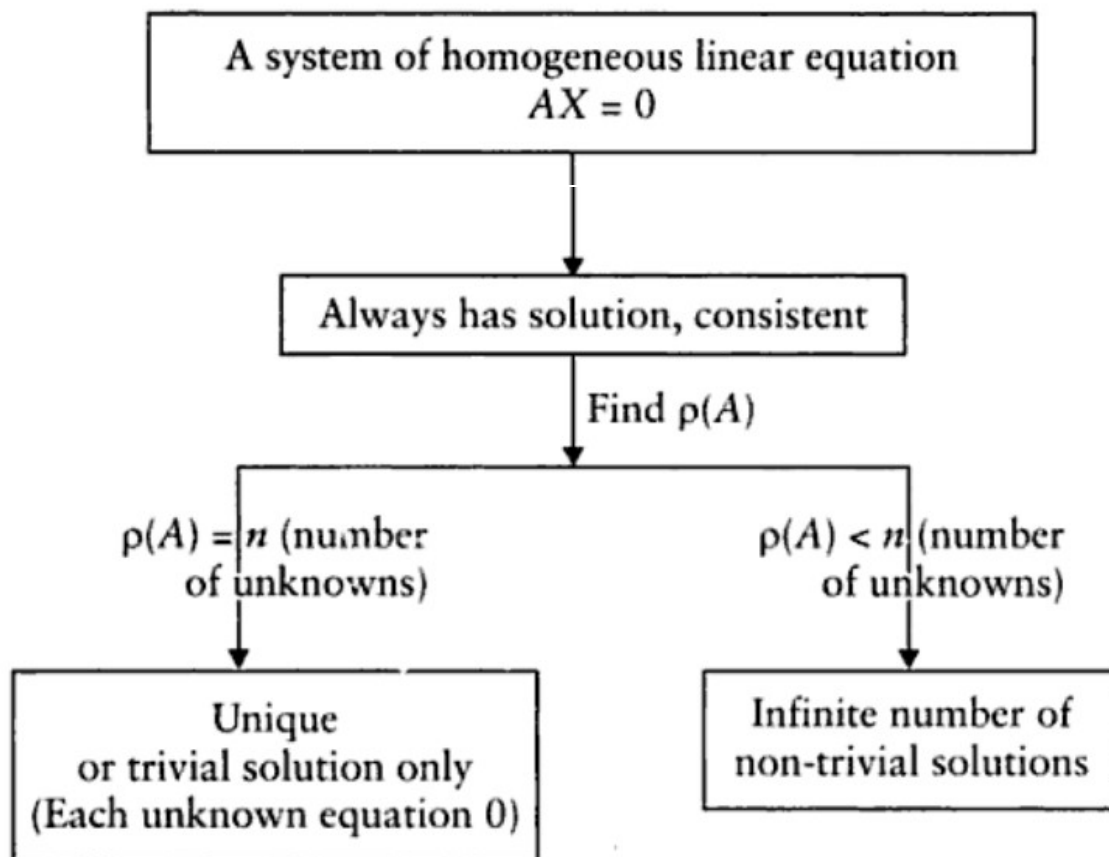 A system of homogeneous linear equation
AX = 0
Always has solution, consistent
Find ρ(A)
ρ(A) = n (number
of unknowns)
ρ(A) < n (number
of unknowns)
Unique
or trivial solution only
(Each unknown equation 0)
Infinite number of
non-trivial solutions